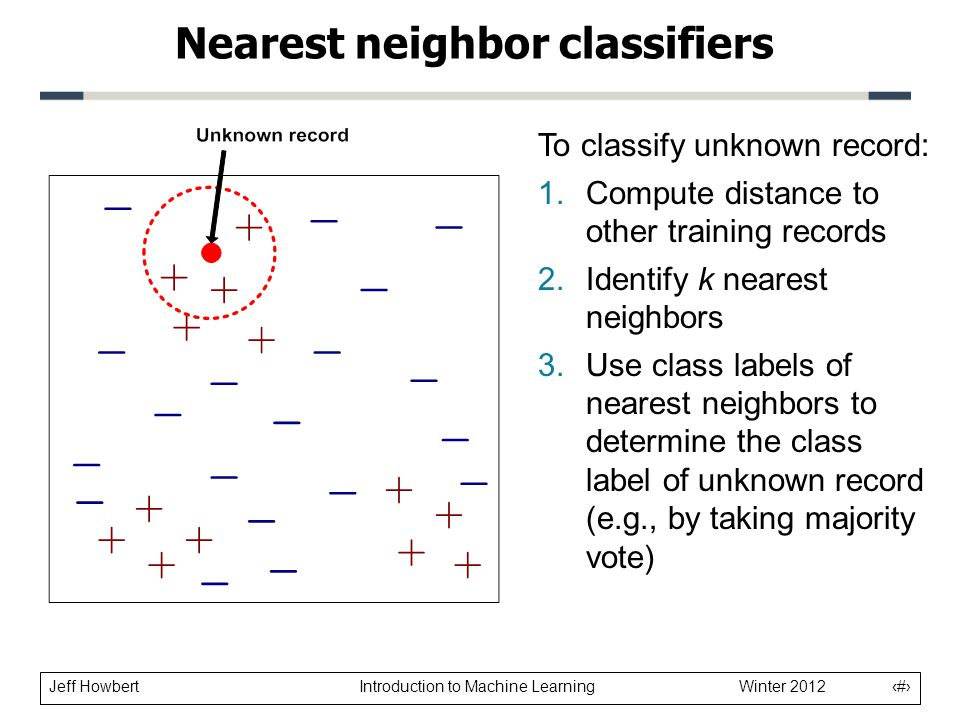 Nearest neighbor classifiers
Unknown record
To classify unknown record:
1. Compute distance to
other training records
2. Identify k nearest
neighbors
3. Use class labels of
nearest neighbors to
determine the class
label of unknown record
(e.g., by taking majority
vote)
Jeff Howbert Introduction to Machine Learning Winter 2012 ‹#›